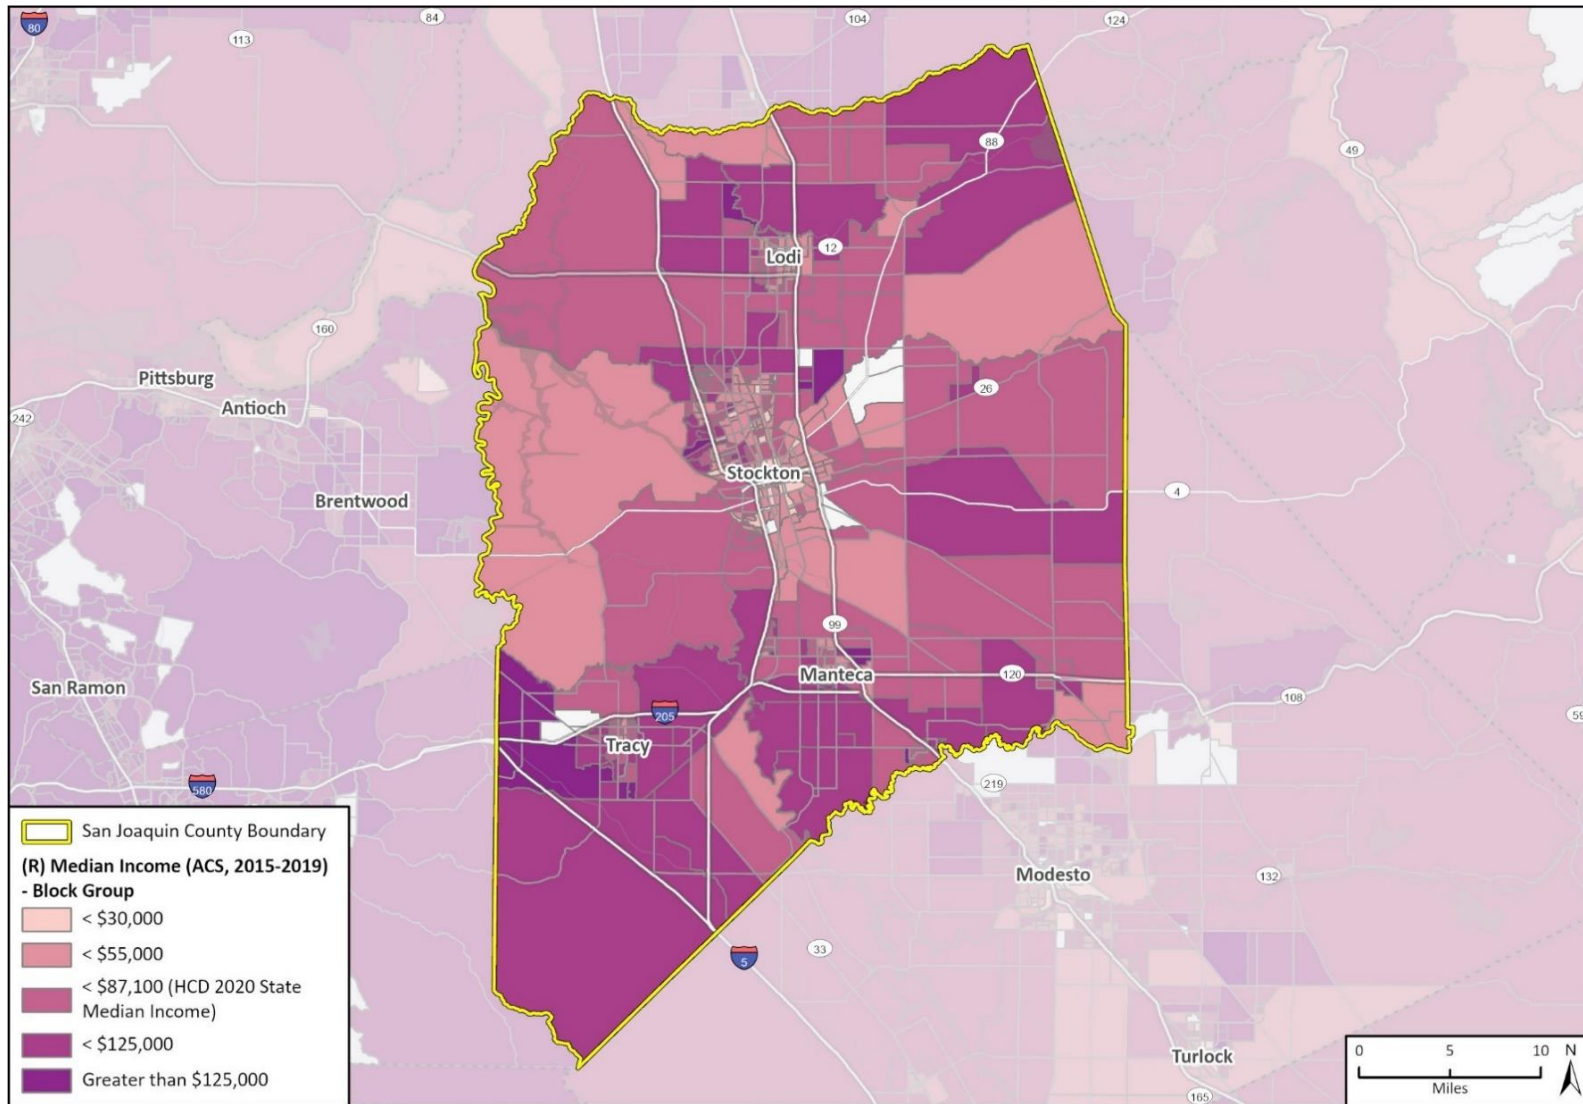 80
84
104
124
113
88
49
12
Lodi
160
Pittsburg
Antioch
242
26
Stockton
Brentwood
4
99
Manteca
120
San Ramon
108
205
59
Tracy
580
219
Modesto
132
33
5
Turlock
165
San Joaquin County Boundary
(R) Median Income (ACS, 2015-2019)
- Block Group
< $30,000
< $55,000
< $87,100 (HCD 2020 State
Median Income)
< $125,000
Greater than $125,000
0 5 10 N
Miles